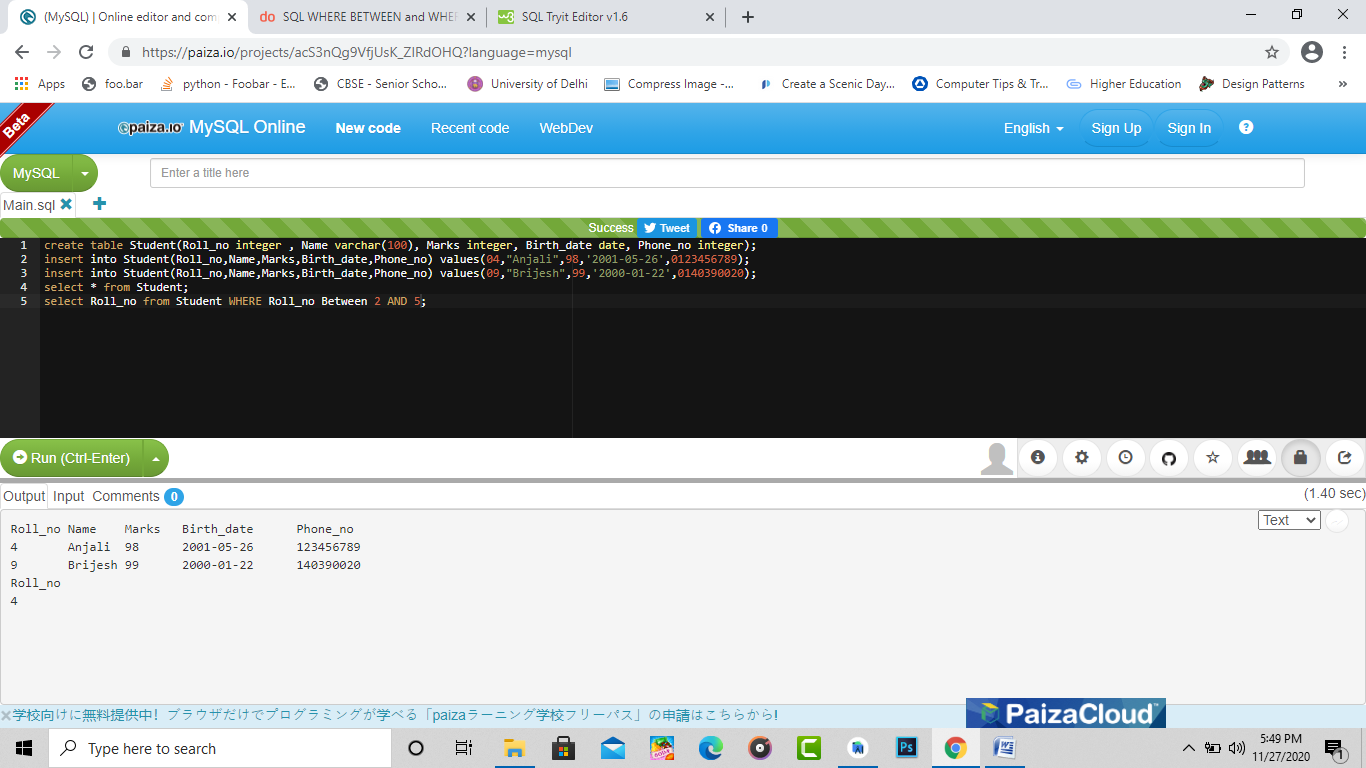 (MySQL) | Online editor and com
do SQL WHERE BETWEEN and WHER
SQL Tryit Editor v1.6
https://paiza.io/projects/acS3nQg9VfjUsK_ZIRdOHQ?language=mysql
Apps foo.bar python - Foobar - E... CBSE - Senior Scho... University of Delhi Compress Image -... Create a Scenic Day... Computer Tips & Tr... Higher Education Design Patterns »
Beta
paiza.io MySQL Online New code Recent code WebDev English Sign Up Sign In
MySQL Enter a title here
Main.sql
Success Tweet Share 0
1 create table Student(Roll_no integer , Name varchar(100), Marks integer, Birth_date date, Phone_no integer);
2 insert into Student(Roll_no,Name,Marks,Birth_date,Phone_no) values(04,"Anjali",98,'2001-05-26',0123456789);
3 insert into Student(Roll_no,Name,Marks,Birth_date,Phone_no) values(09,"Brijesh",99,'2000-01-22',0140390020);
4 select * from Student;
5 select Roll_no from Student WHERE Roll_no Between 2 AND 5;
Run (Ctrl-Enter)
Output Input Comments 0 (1.40 sec)
Text
Roll_no Name Marks Birth_date Phone_no
4 Anjali 98 2001-05-26 123456789
9 Brijesh 99 2000-01-22 140390020
Roll_no
4
学校向けに無料提供中! ブラウザだけでプログラミングが学べる「paizaラーニング学校フリーパス」の申請はこちらから!
PaizaCloud™
Type here to search
Ps
5:49 PM
11/27/2020
1